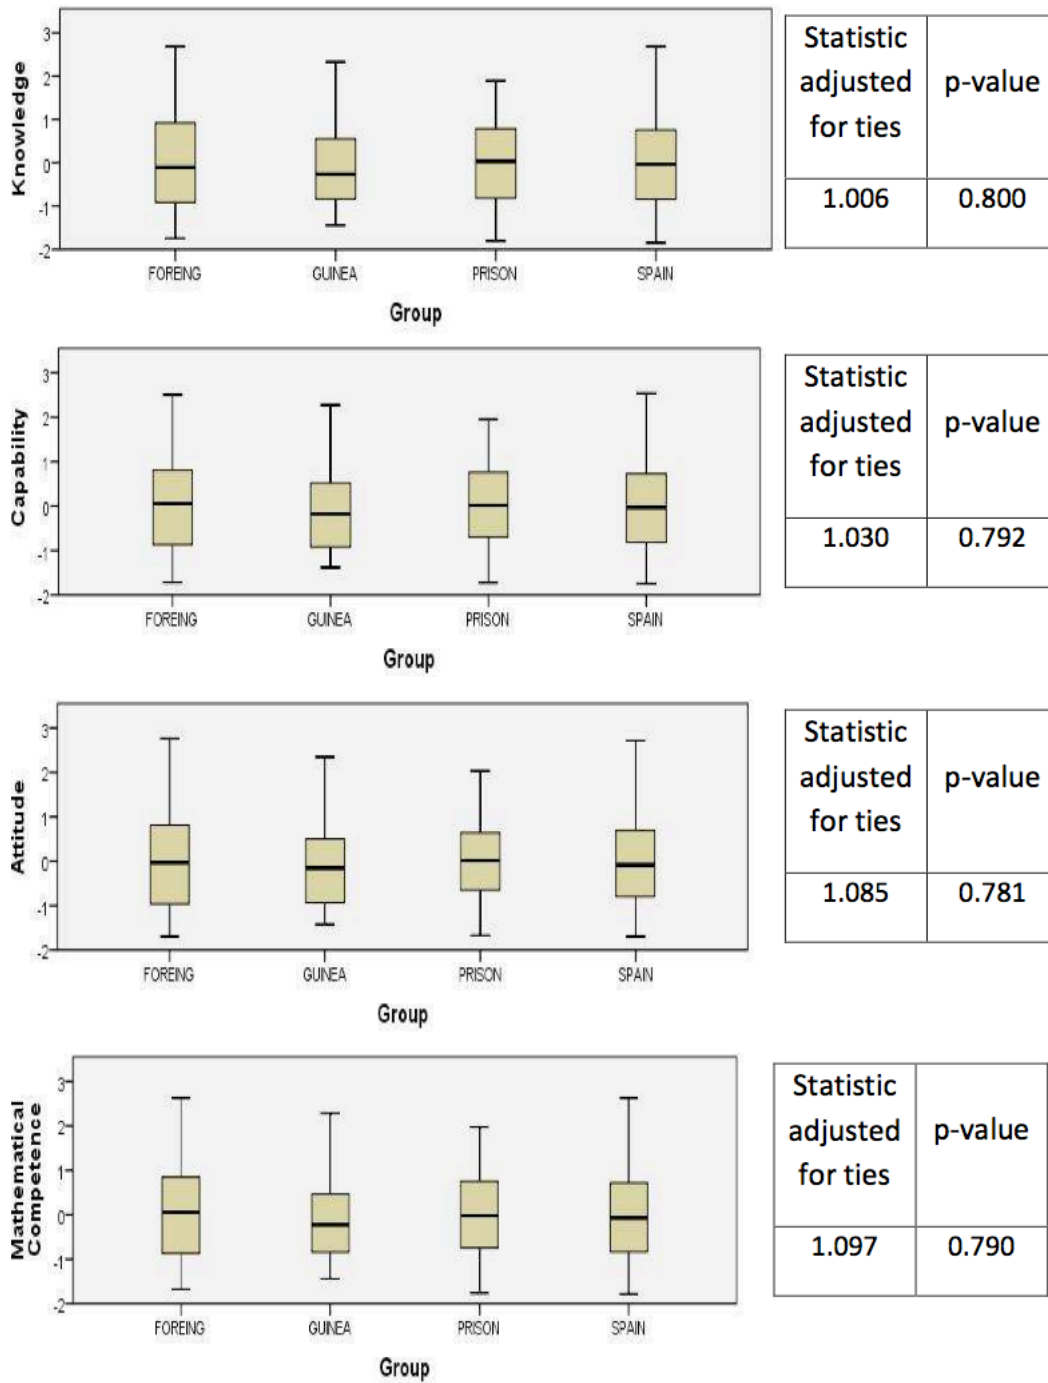 Knowledge
3
2
1
0
-1
-2
FOREING GUINEA PRISON SPAIN
Group
Statistic
adjusted p-value
for ties
1.006 0.800
Capability
3
2
1
0
-1
-2
FOREING GUINEA PRISON SPAIN
Group
Statistic
adjusted p-value
for ties
1.030 0.792
Attitude
3
2
1
0
-1
-2
FOREING GUINEA PRISON SPAIN
Group
Statistic
adjusted p-value
for ties
1.085 0.781
Mathematical
Competence
3
2
1
0
-1
-2
FOREING GUINEA PRISON SPAIN
Group
Statistic
adjusted p-value
for ties
1.097 0.790